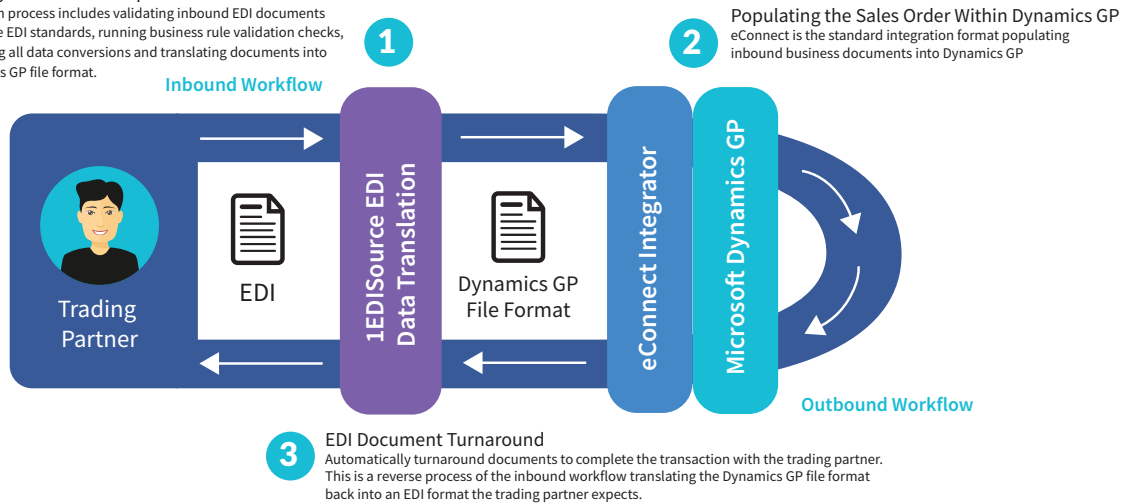 process includes validating inbound EDI documents
EDI standards, running business rule validation checks,
all data conversions and translating documents into
GP file format.
1
Inbound Workflow
2
Populating the Sales Order Within Dynamics GP
eConnect is the standard integration format populating
inbound business documents into Dynamics GP
Trading
Partner
EDI
1EDISource EDI
Data Translation
Dynamics GP
File Format
eConnect Integrator
Microsoft Dynamics GP
Outbound Workflow
3
EDI Document Turnaround
Automatically turnaround documents to complete the transaction with the trading partner.
This is a reverse process of the inbound workflow translating the Dynamics GP file format
back into an EDI format the trading partner expects.